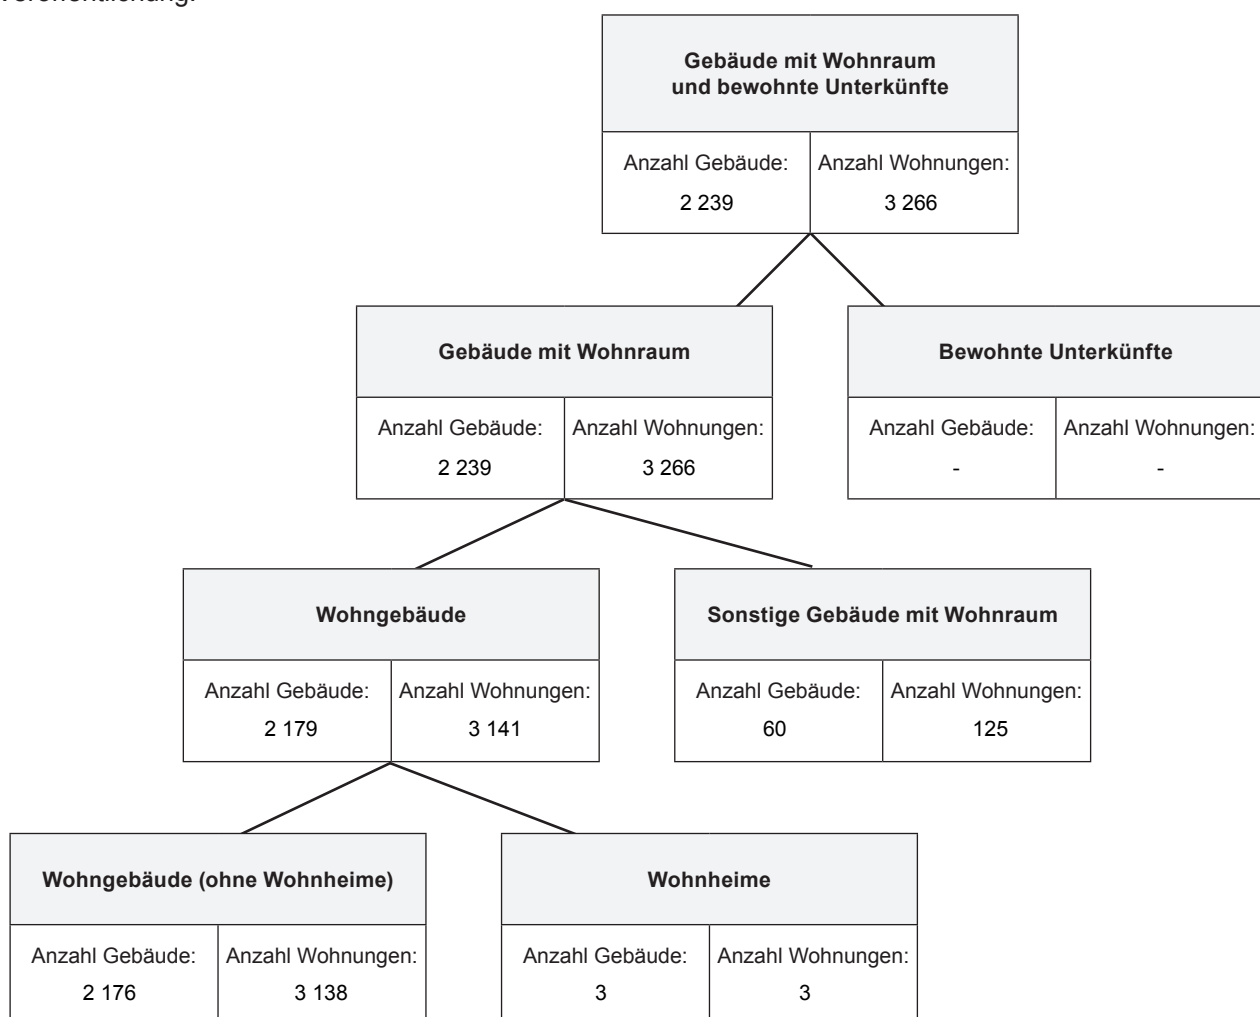 Veröffentlichung.
Gebäude mit Wohnraum
und bewohnte Unterkünfte
Anzahl Gebäude: Anzahl Wohnungen:
2 239 3 266
Gebäude mit Wohnraum Bewohnte Unterkünfte
Anzahl Gebäude: Anzahl Wohnungen: Anzahl Gebäude: Anzahl Wohnungen:
2 239 3 266 - -
Wohngebäude Sonstige Gebäude mit Wohnraum
Anzahl Gebäude: Anzahl Wohnungen: Anzahl Gebäude: Anzahl Wohnungen:
2 179 3 141 60 125
Wohngebäude (ohne Wohnheime) Wohnheime
Anzahl Gebäude: Anzahl Wohnungen: Anzahl Gebäude: Anzahl Wohnungen:
2 176 3 138 3 3